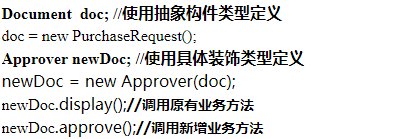 Document  doc; //使用抽象构件类型定义
doc = new PurchaseRequest();
Approver newDoc; //使用具体装饰类型定义
newDoc = new Approver(doc);
newDoc.display();//调用原有业务方法
newDoc.approve();//调用新增业务方法